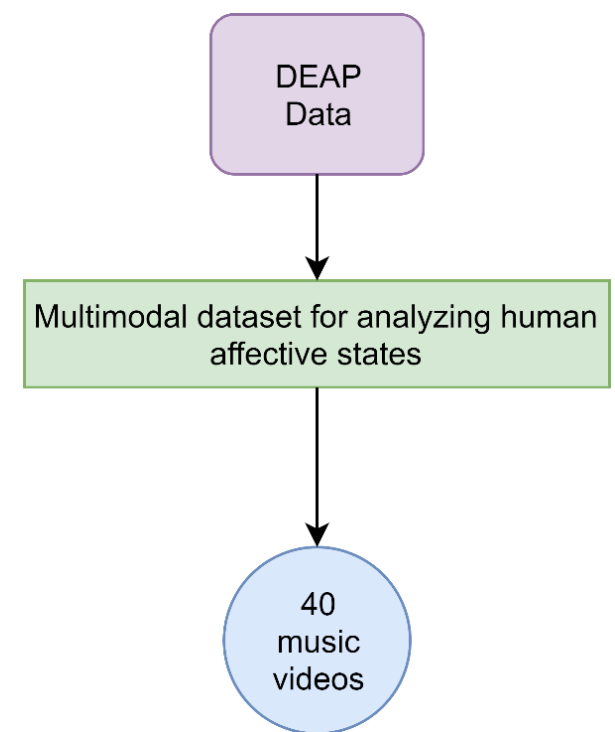 DEAP
Data
Multimodal dataset for analyzing human
affective states
40
music
videos